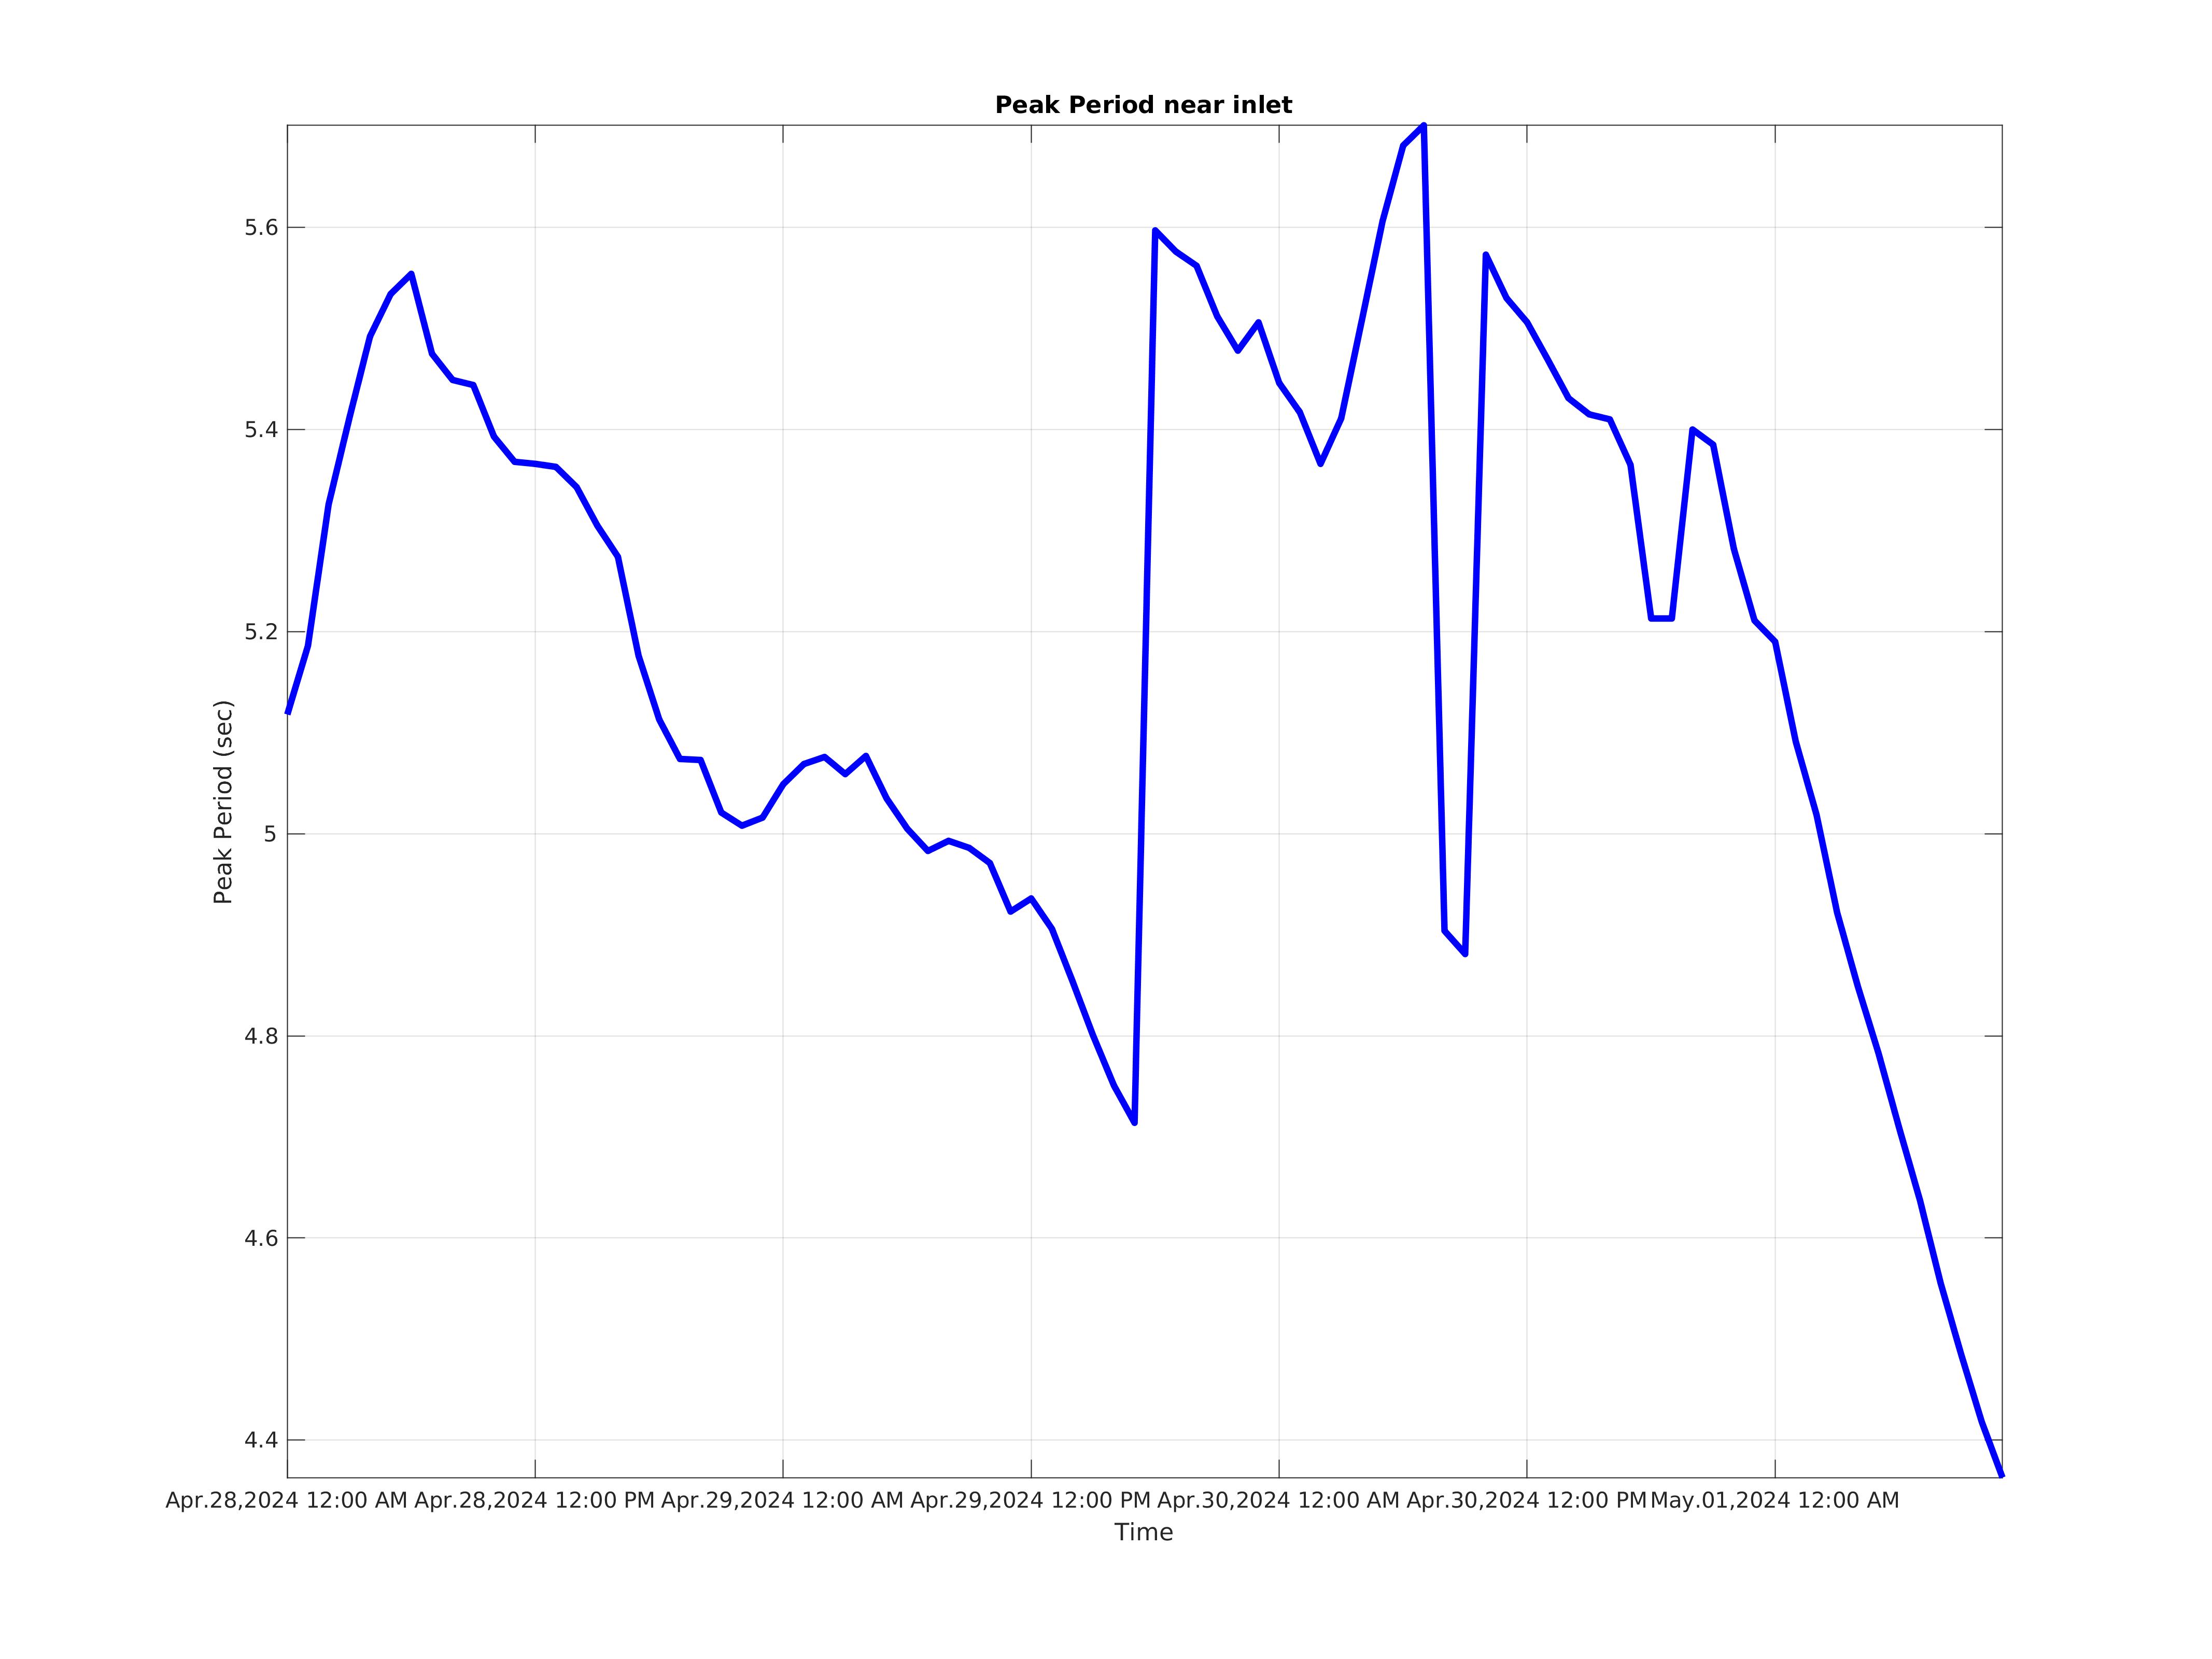 Peak Period near inlet
5.6
5.4
5.2
5
4.8
4.6
4.4
Peak Period (sec)
Apr.28,2024 12:00 AM Apr.28,2024 12:00 PM Apr.29,2024 12:00 AM Apr.29,2024 12:00 PM Apr.30,2024 12:00 AM Apr.30,2024 12:00 PM May.01,2024 12:00 AM
Time